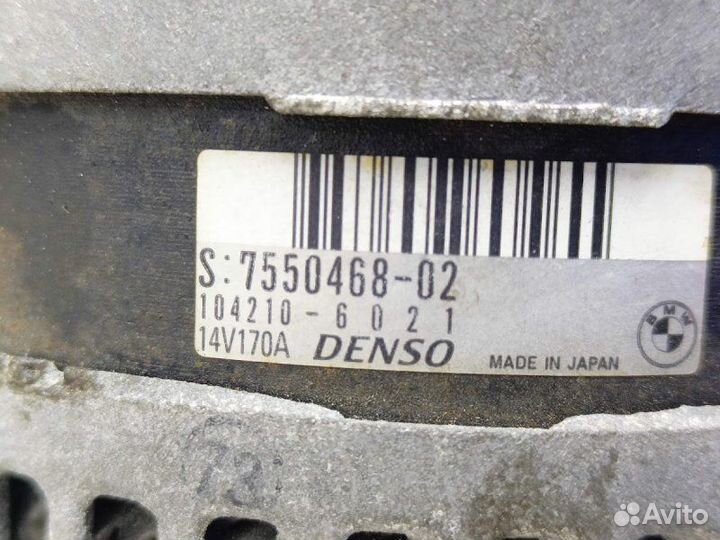 S:7550468-02
104210-6021
14V170A DENSO MADE IN JAPAN
BMW
73
Avito